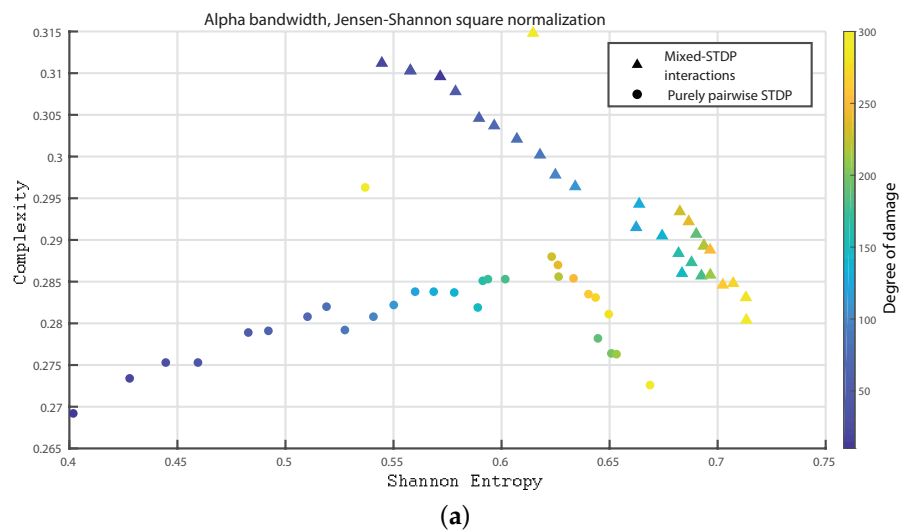 Alpha bandwidth, Jensen-Shannon square normalization
0.315
0.31
0.305
0.3
0.295
0.29
0.285
0.28
0.275
0.27
0.265
Complexity
Mixed-STDP
interactions
Purely pairwise STDP
300
250
200
150
100
50
Degree of damage
0.4 0.45 0.5 0.55 0.6 0.65 0.7 0.75
Shannon Entropy
(a)